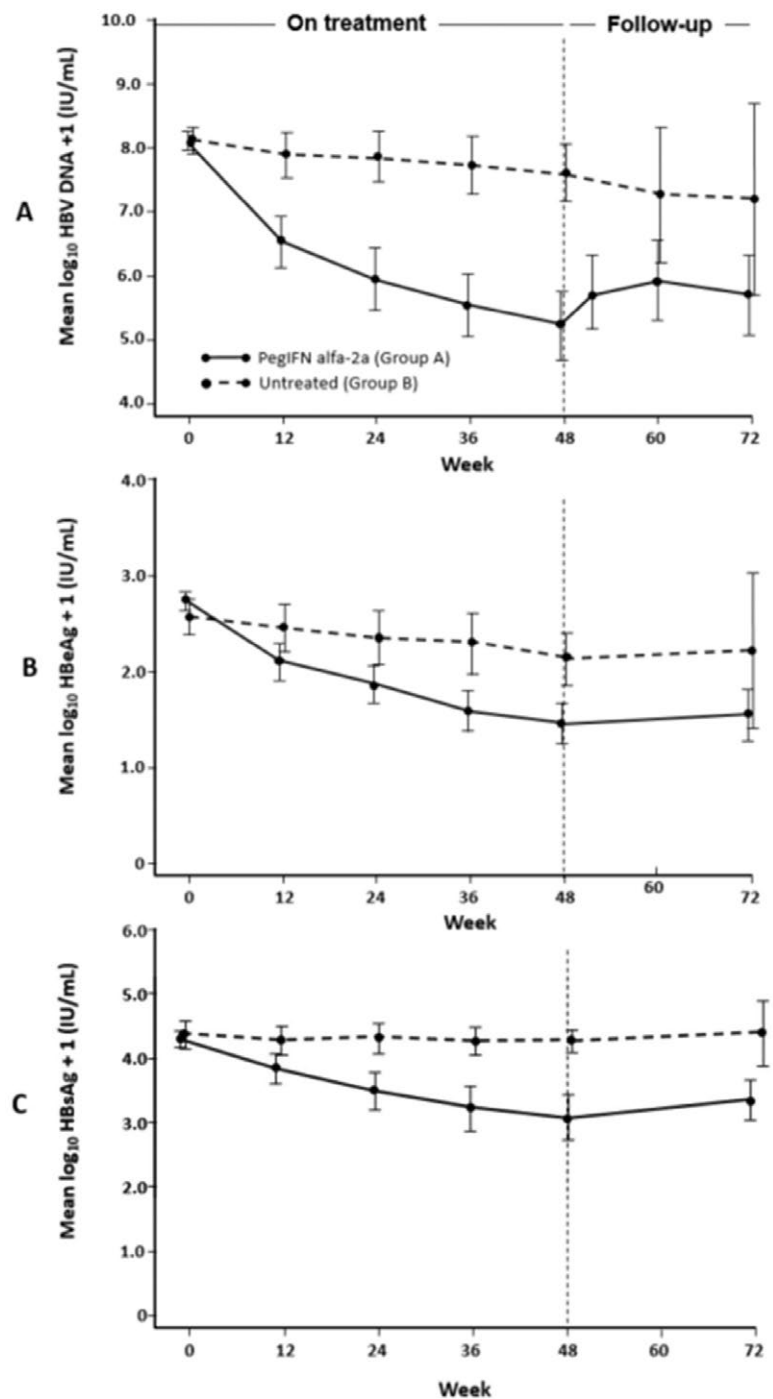 On treatment
Follow-up
A
Mean log10 HBV DNA +1 (IU/mL)
10.0
9.0
8.0
7.0
6.0
5.0
4.0
PegIFN alfa-2a (Group A)
Untreated (Group B)
0 12 24 36 48 60 72
Week
B
Mean log10 HBeAg + 1 (IU/mL)
4.0
3.0
2.0
1.0
0
0 12 24 36 48 60 72
Week
C
Mean log10 HBsAg + 1 (IU/mL)
6.0
5.0
4.0
3.0
2.0
1.0
0
0 12 24 36 48 60 72
Week